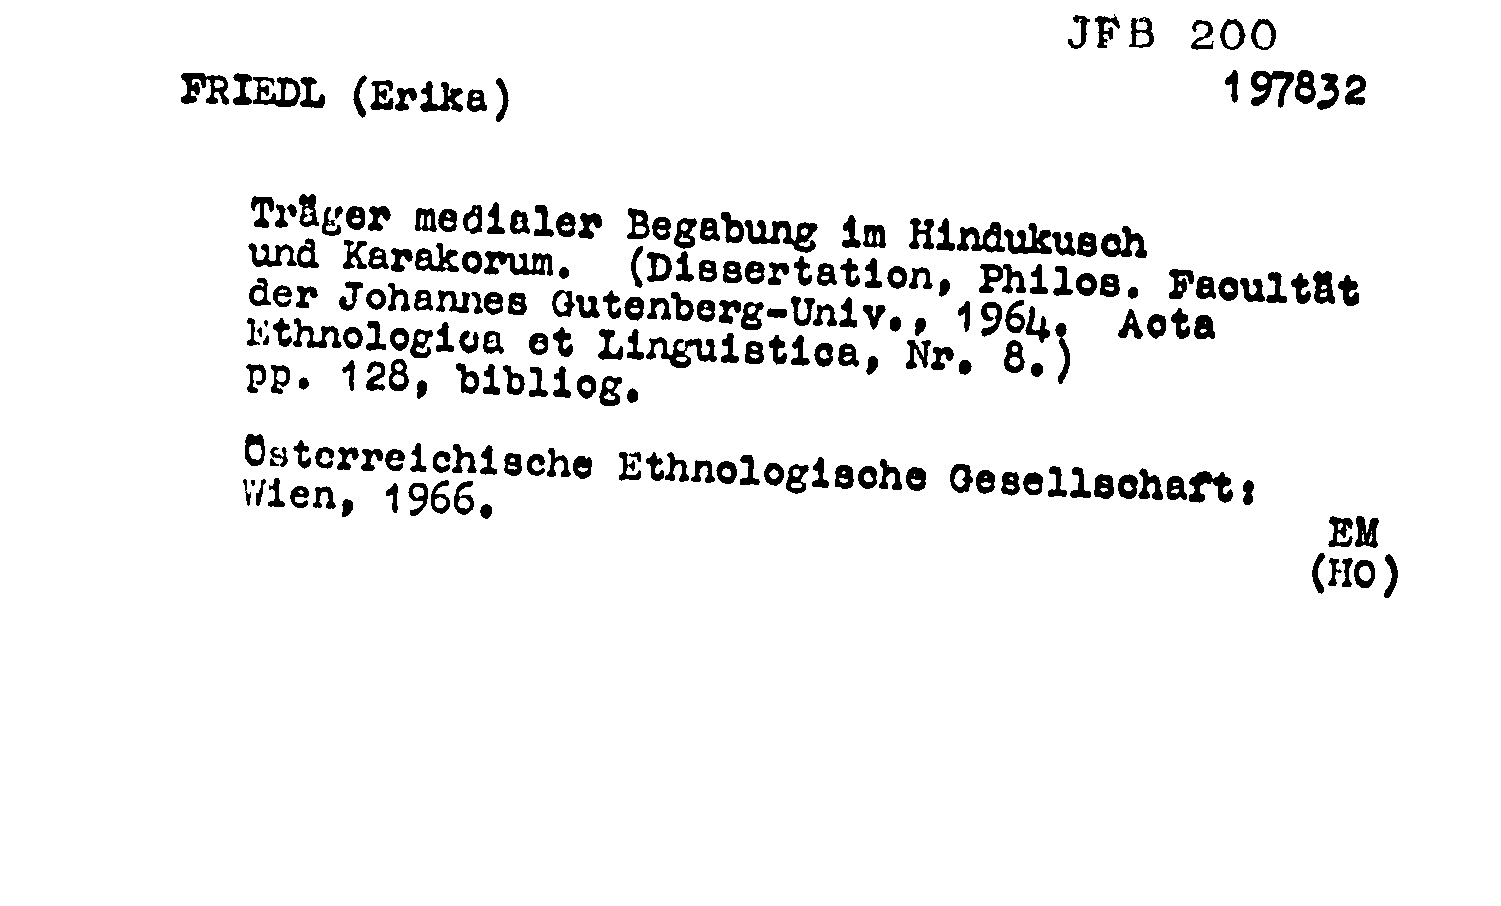 JFB 200
197832
FRIEDL (Erika)
Träger medialer Begabung im Hindukusch
und Karakorum. (Dissertation, Philos. Facultät
der Johannes Gutenberg-Univ., 1964. Acta
Ethnologica et Linguistica, Nr. 8.)
pp. 128, bibliog.
Österreichische Ethnologische Gesellschaft:
Wien, 1966.
EM
(HO)